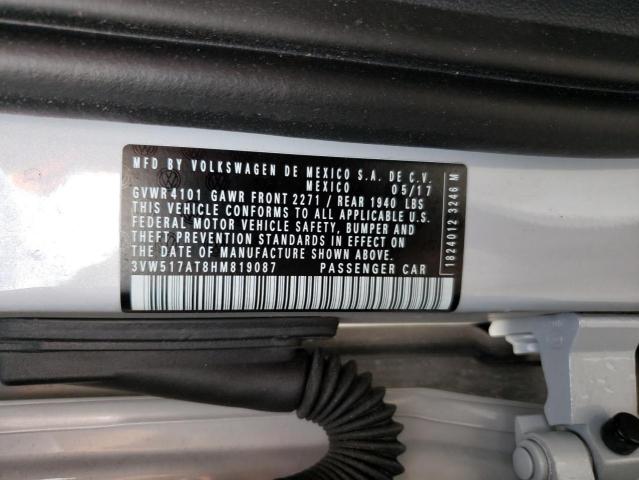 MFD BY VOLKSWAGEN DE MEXICO S.A. DE C.V.
MEXICO 05/17
GVWR 4101 GAWR FRONT 2271 / REAR 1940 LBS
THIS VEHICLE CONFORMS TO ALL APPLICABLE U.S.
FEDERAL MOTOR VEHICLE SAFETY, BUMPER AND
THEFT PREVENTION STANDARDS IN EFFECT ON
THE DATE OF MANUFACTURE SHOWN ABOVE.
3VW517AT8HM819087 PASSENGER CAR
1824012 3246 M